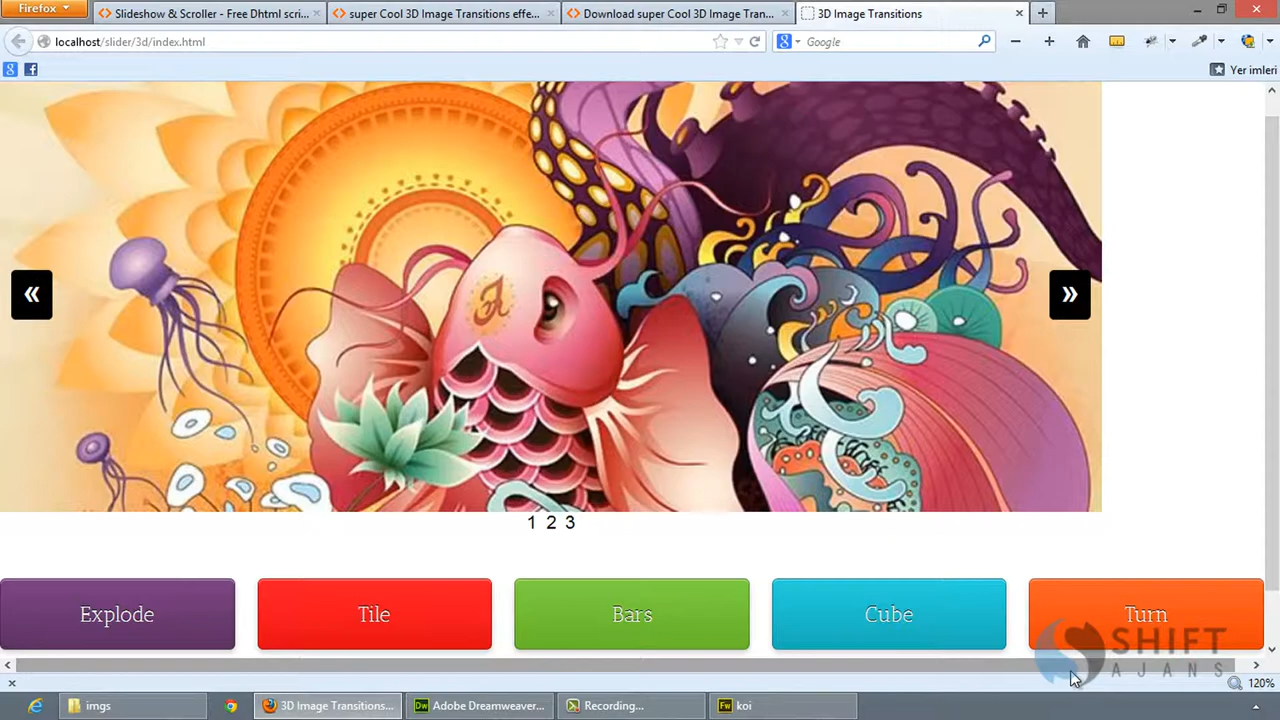 Firefox
Slideshow & Scroller - Free Dhtml scri...
super Cool 3D Image Transitions effe...
Download super Cool 3D Image Tran...
3D Image Transitions
localhost/slider/3d/index.html
Google
Yer imleri
«
A
»
1 2 3
Explode
Tile
Bars
Cube
Turn
SHIFT
AJANS
120%
imgs
3D Image Transitions...
Adobe Dreamweaver...
Recording...
koi